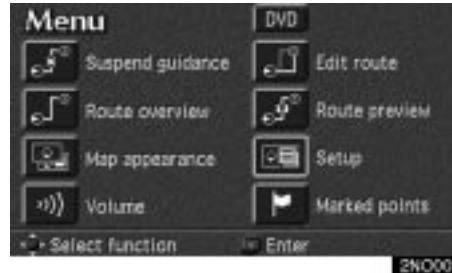 Menu DVD
Suspend guidance Edit route
Route overview Route preview
Map appearance Setup
Volume Marked points
Select function Enter
2NO00